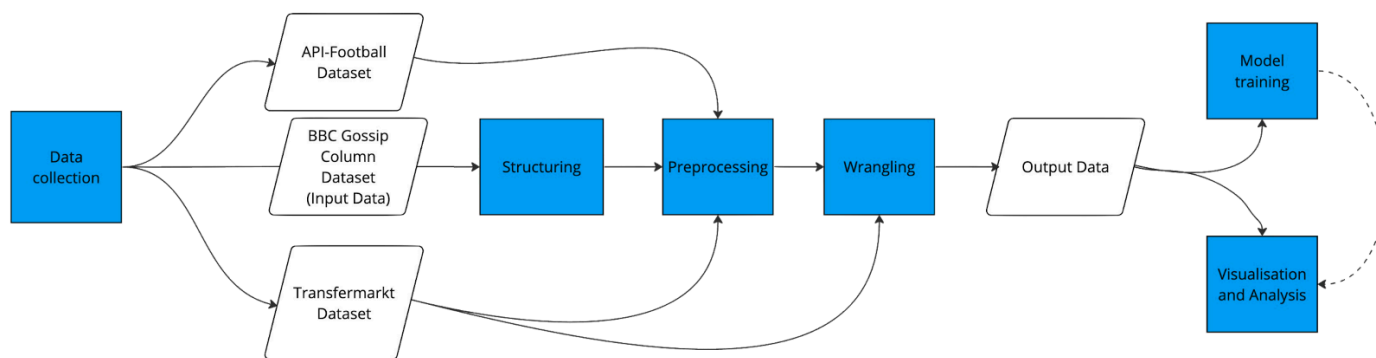 Data
collection
API-Football
Dataset
BBC Gossip
Column
Dataset
(Input Data)
Transfermarkt
Dataset
Structuring
Preprocessing
Wrangling
Output Data
Model
training
Visualisation
and Analysis